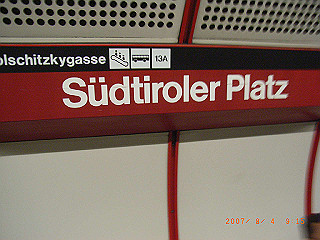 olschitzkygasse 13A
Südtiroler Platz